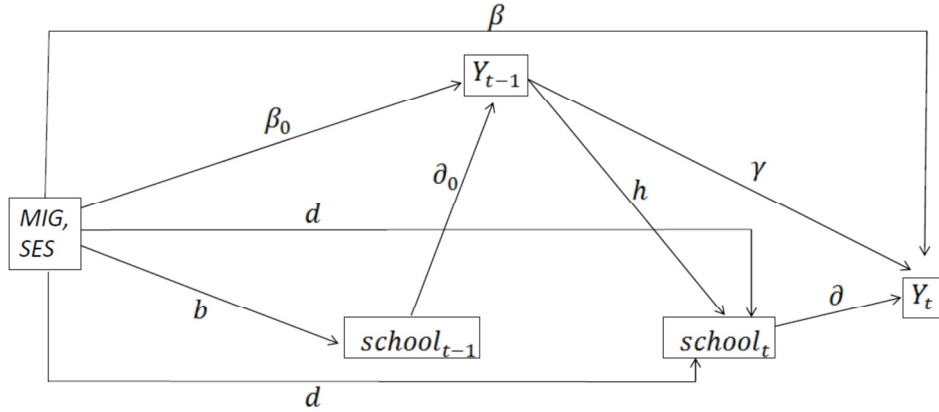 β
Y_{t−1}
β_0
∂_0
γ
h
MIG,
SES
d
Y_t
∂
b
school_{t−1}
school_t
d